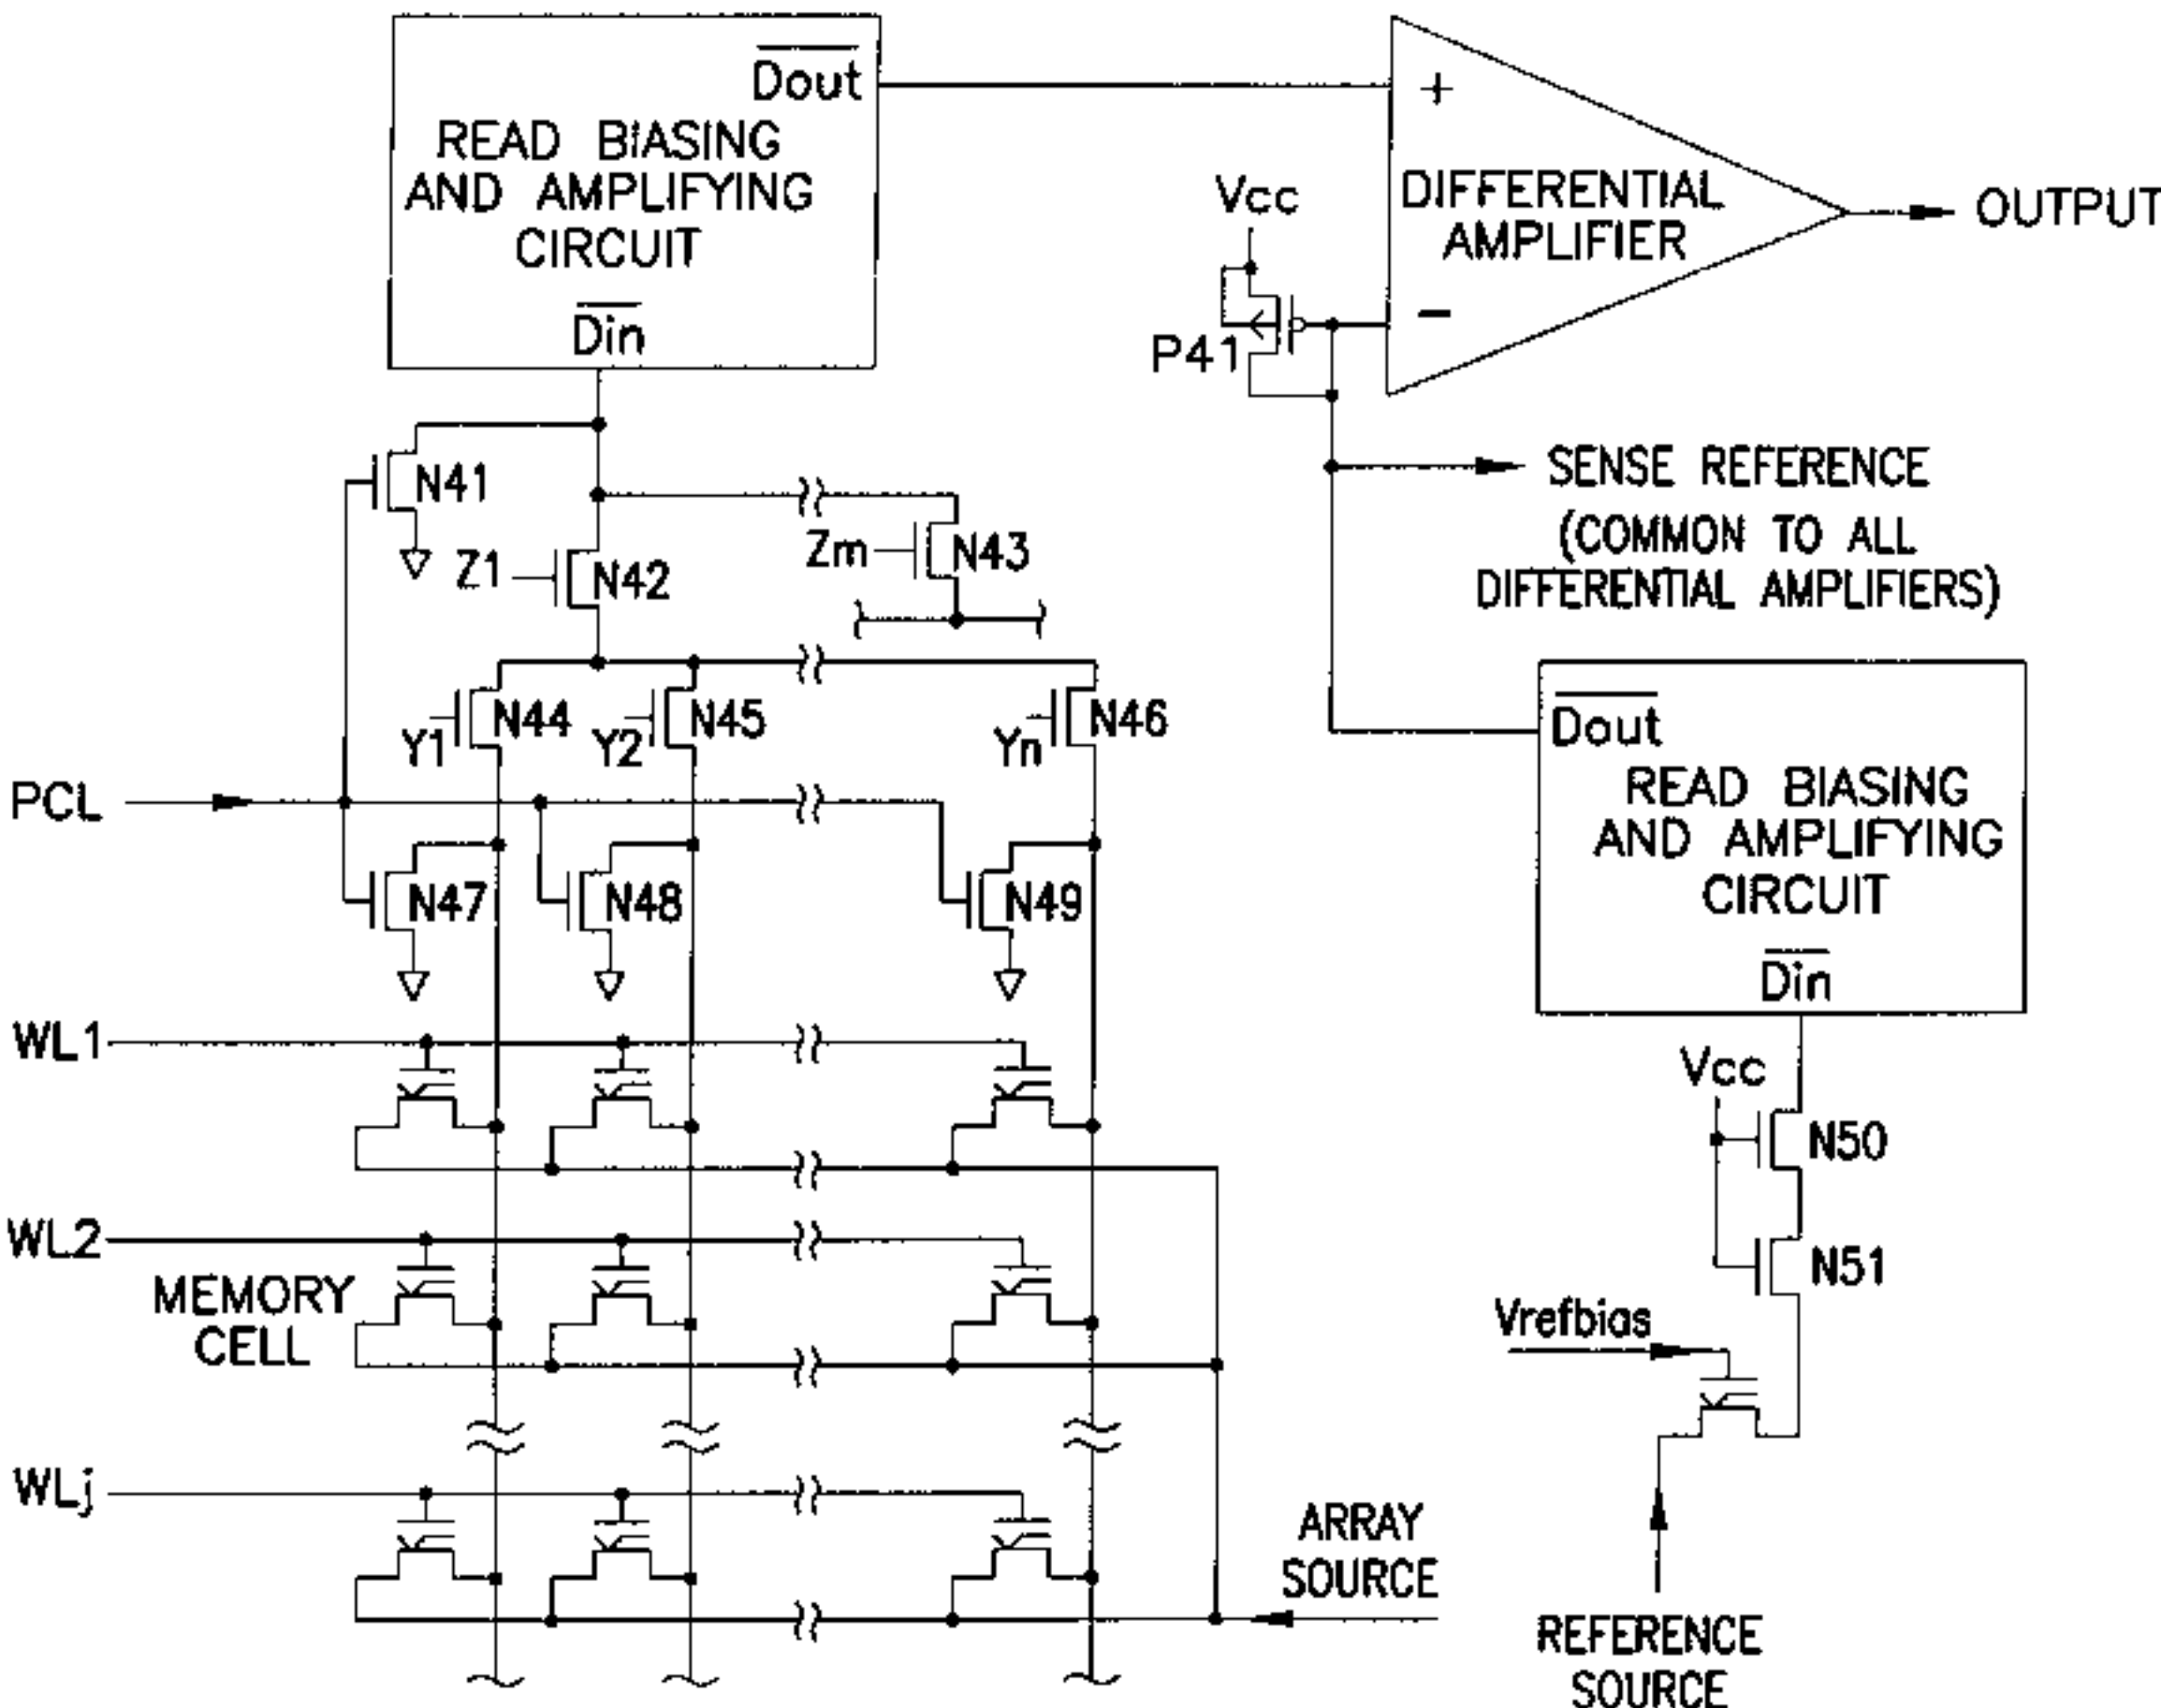 Dout
READ BIASING
AND AMPLIFYING
CIRCUIT
Din
+
DIFFERENTIAL
AMPLIFIER
−
OUTPUT
Vcc
P41
N41
Z1
N42
Zm
N43
SENSE REFERENCE
(COMMON TO ALL
DIFFERENTIAL AMPLIFIERS)
Y1
N44
Y2
N45
Yn
N46
Dout
READ BIASING
AND AMPLIFYING
CIRCUIT
Din
PCL
N47
N48
N49
WL1
Vcc
N50
WL2
N51
MEMORY
CELL
Vrefbias
WLj
ARRAY
SOURCE
REFERENCE
SOURCE